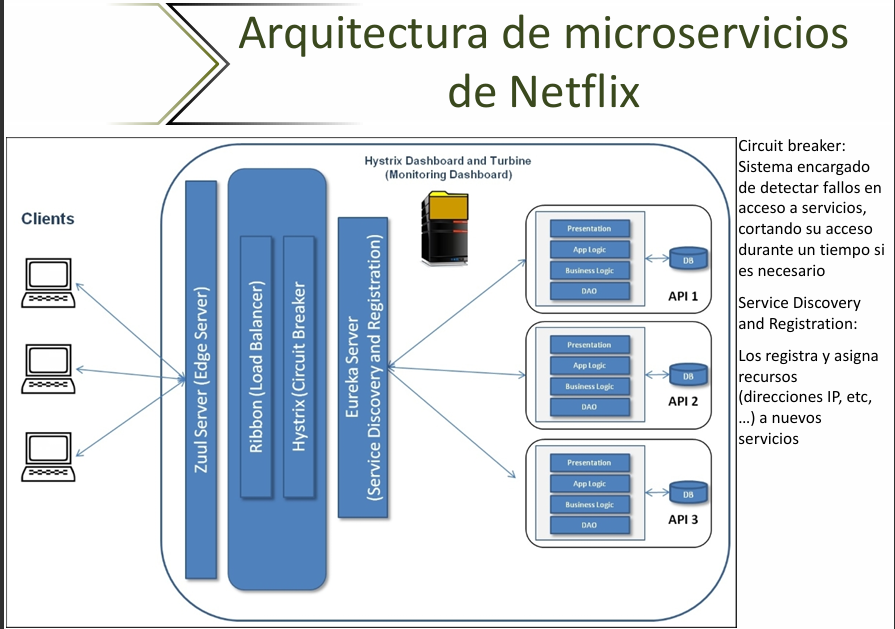 Arquitectura de microservicios
de Netflix
Hystrix Dashboard and Turbine
(Monitoring Dashboard)
Clients
Zuul Server (Edge Server)
Ribbon (Load Balancer)
Hystrix (Circuit Breaker
Eureka Server
(Service Discovery and Registration)
Presentation
App Logic
Business Logic
DAO
DB
API 1
Presentation
App Logic
Business Logic
DAO
DB
API 2
Presentation
App Logic
Business Logic
DAO
DB
API 3
Circuit breaker:
Sistema encargado
de detectar fallos en
acceso a servicios,
cortando su acceso
durante un tiempo si
es necesario
Service Discovery
and Registration:
Los registra y asigna
recursos
(direcciones IP, etc,
...) a nuevos
servicios